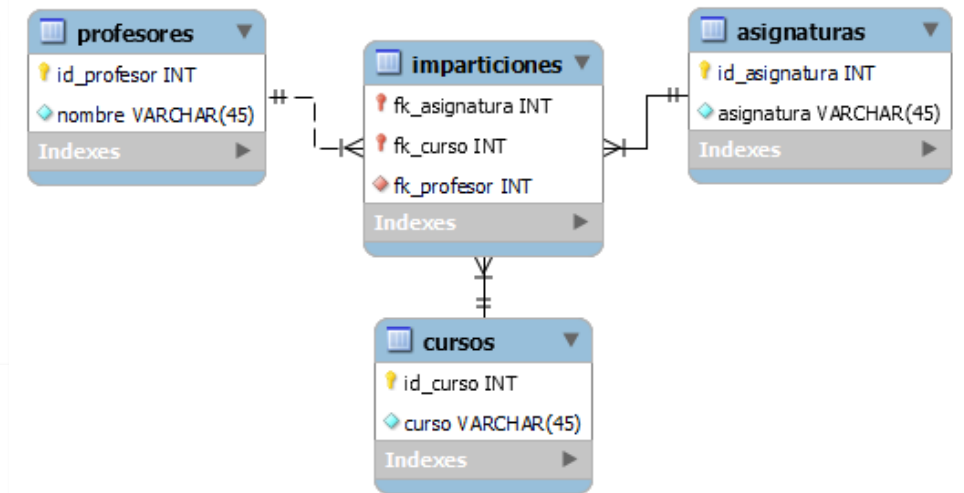 profesores
id_profesor INT
nombre VARCHAR(45)
Indexes
imparticiones
fk_asignatura INT
fk_curso INT
fk_profesor INT
Indexes
asignaturas
id_asignatura INT
asignatura VARCHAR(45)
Indexes
cursos
id_curso INT
curso VARCHAR(45)
Indexes